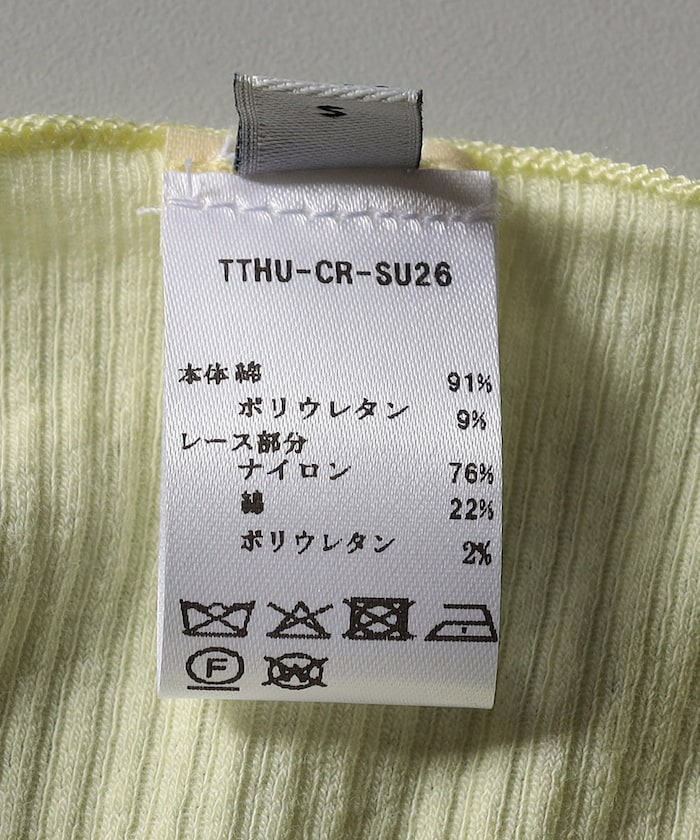 S
TTHU-CR-SU26
本体 綿 91%
ポリウレタン 9%
レース部分
ナイロン 76%
綿 22%
ポリウレタン 2%
F
W